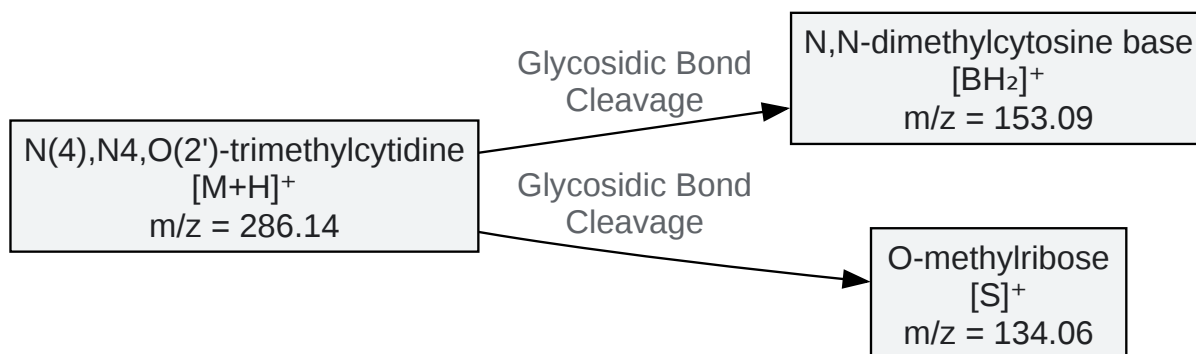 N(4),N4,O(2')-trimethylcytidine
[M+H]⁺
m/z = 286.14
Glycosidic Bond
Cleavage
N,N-dimethylcytosine base
[BH₂]⁺
m/z = 153.09
Glycosidic Bond
Cleavage
O-methylribose
[S]⁺
m/z = 134.06